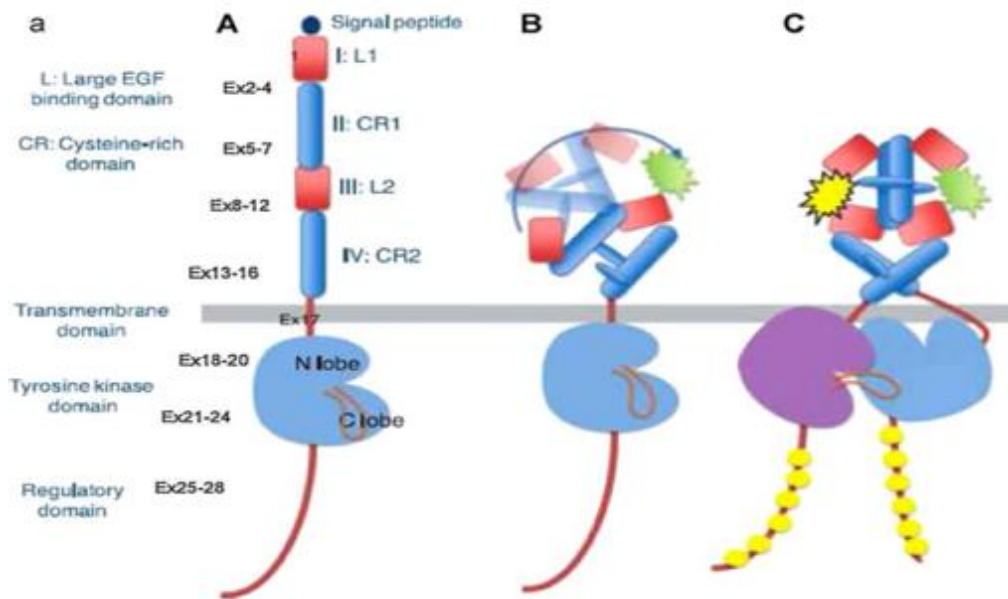 a
A
B
C
Signal peptide
1
I: L1
L: Large EGF
binding domain
Ex2-4
CR: Cysteine-rich
domain
II: CR1
Ex5-7
III: L2
Ex8-12
IV: CR2
Ex13-16
Transmembrane
domain
Ex17
Ex18-20
N lobe
Tyrosine kinase
domain
Ex21-24
C lobe
Regulatory
domain
Ex25-28